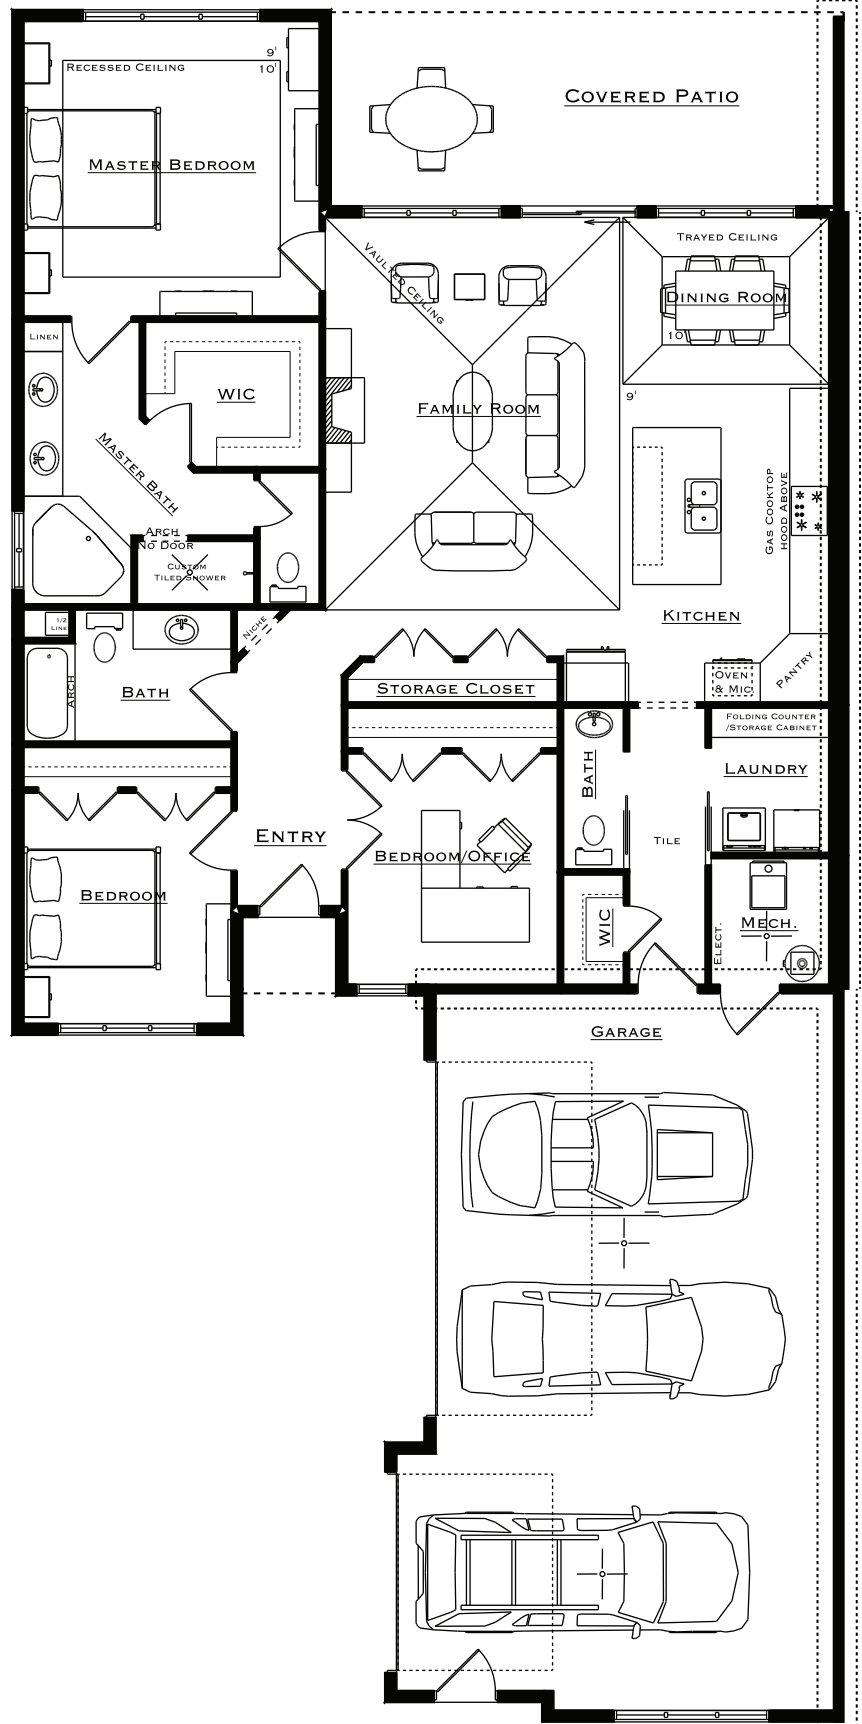 9'
Recessed Ceiling
10'
Covered Patio
Master Bedroom
Trayed Ceiling
Vaulted Ceiling
Dining Room
10'
Linen
WIC
9'
Family Room
Master Bath
Gas Cooktop
Hood Above
Arch
No Door
Custom
Tiled Shower
Kitchen
1/2
Line
Niche
Arch
Bath
Storage Closet
Oven
& Mic.
Pantry
Folding Counter
/Storage Cabinet
Bath
Laundry
Entry
Tile
Bedroom/Office
Bedroom
WIC
Mech.
Elect.
Garage